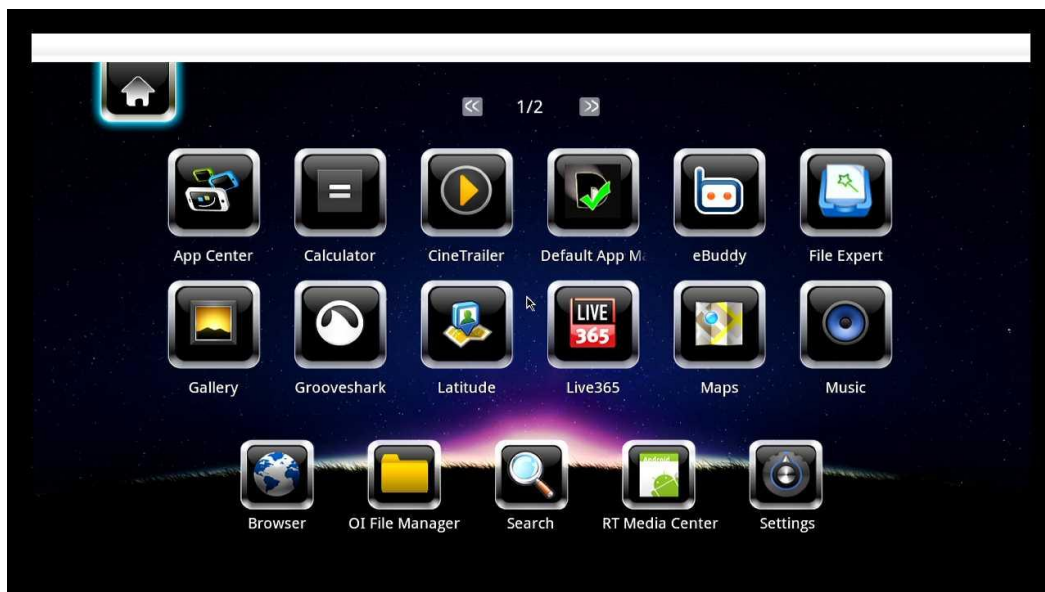 1/2
App Center Calculator CineTrailer Default App Ma eBuddy File Expert
LIVE
365
Gallery Grooveshark Latitude Live365 Maps Music
Android
Browser OI File Manager Search RT Media Center Settings